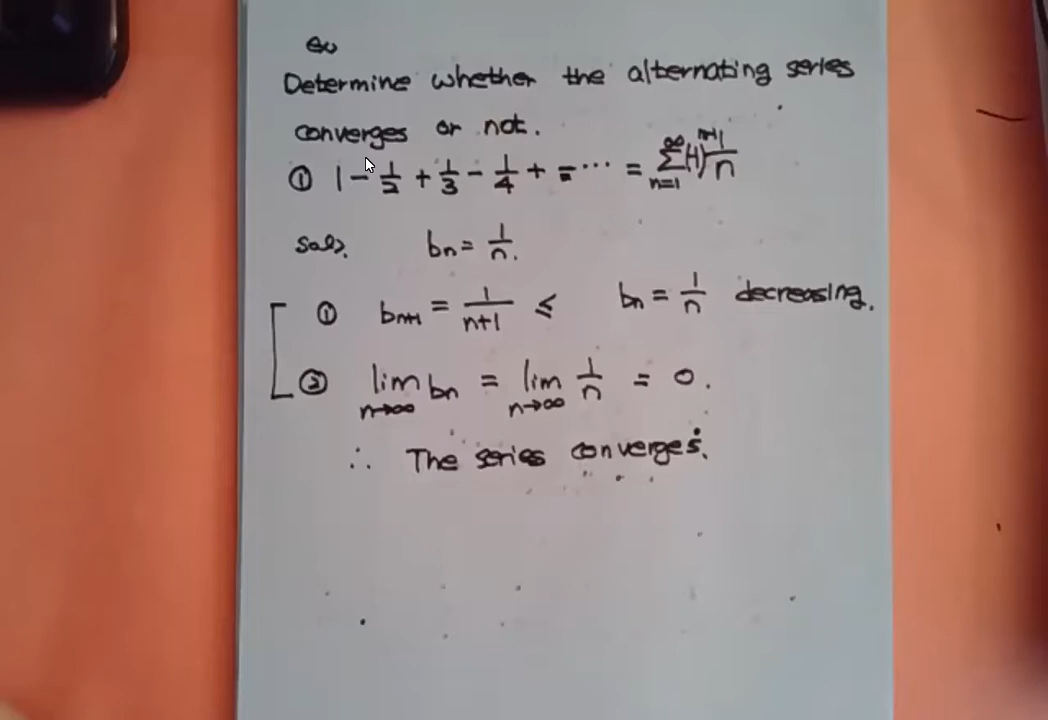 ex
Determine whether the alternating series
converges or not.
① 1 - 1/2 + 1/3 - 1/4 + - ... = ∑_{n=1}^{∞} (-1)^{n+1} 1/n
Sol>. bn = 1/n.
① bn+1 = 1/(n+1) ≤ bn = 1/n decreasing.
② lim_{n→∞} bn = lim_{n→∞} 1/n = 0.
∴ The series converges.